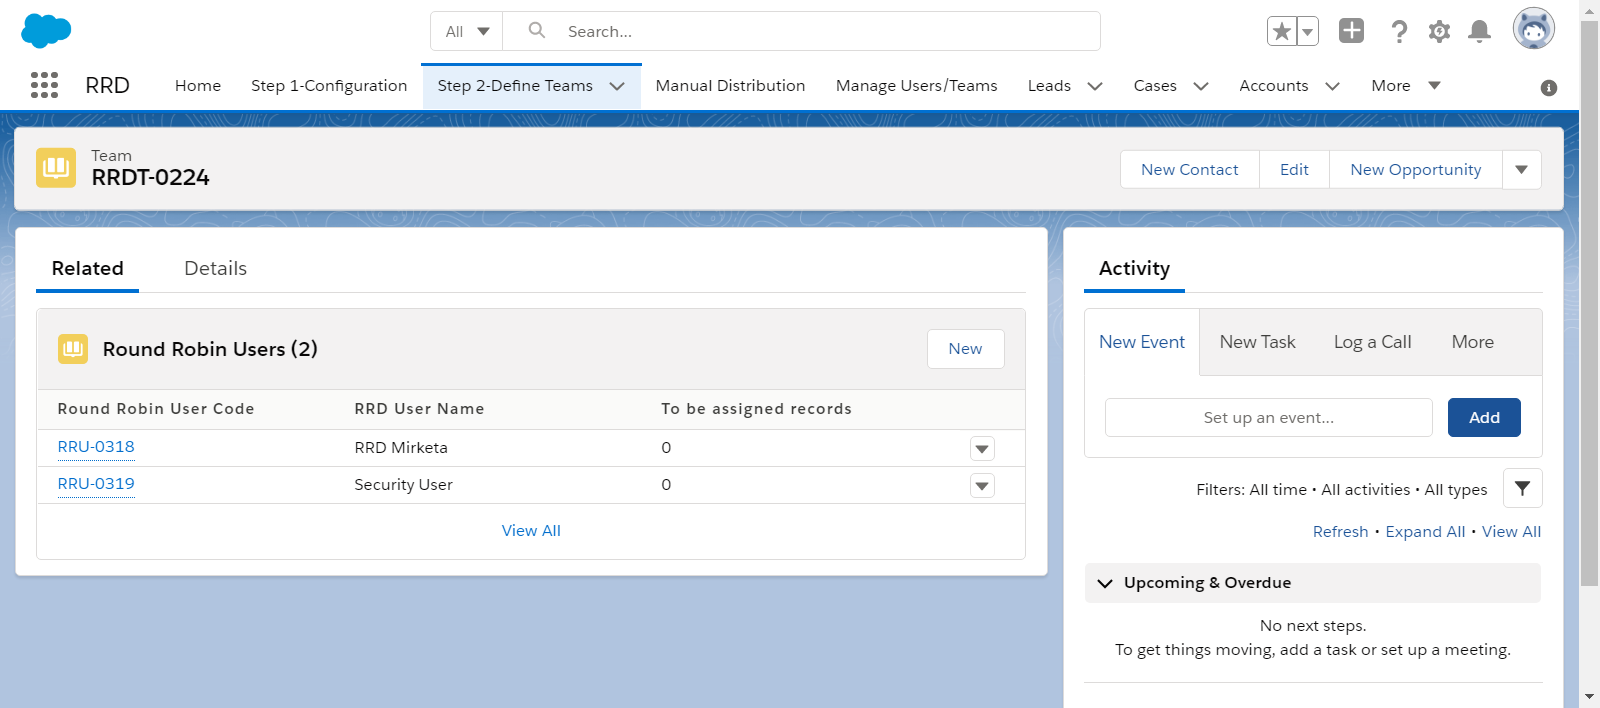 All
Search...
RRD
Home
Step 1-Configuration
Step 2-Define Teams
Manual Distribution
Manage Users/Teams
Leads
Cases
Accounts
More
Team
RRDT-0224
New Contact
Edit
New Opportunity
Related
Details
Round Robin Users (2)
New
Round Robin User Code
RRD User Name
To be assigned records
RRU-0318
RRD Mirketa
0
RRU-0319
Security User
0
View All
Activity
New Event
New Task
Log a Call
More
Set up an event...
Add
Filters: All time • All activities • All types
Refresh • Expand All • View All
Upcoming & Overdue
No next steps.
To get things moving, add a task or set up a meeting.